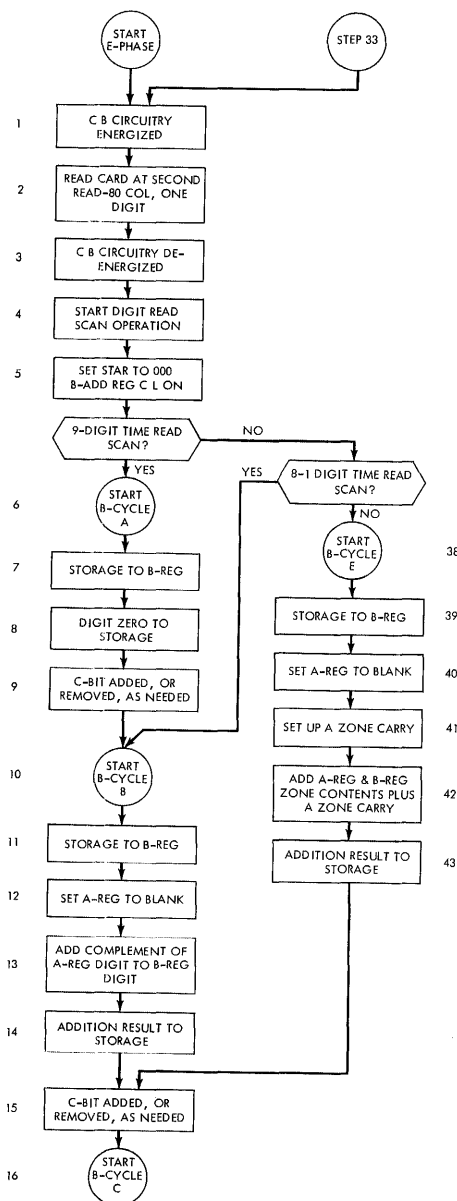 START
E-PHASE
STEP 33
1
C B CIRCUITRY
ENERGIZED
2
READ CARD AT SECOND
READ-80 COL, ONE
DIGIT
3
C B CIRCUITRY DE-
ENERGIZED
4
START DIGIT READ
SCAN OPERATION
5
SET STAR TO 000
B-ADD REG C L ON
9-DIGIT TIME READ
SCAN?
NO
YES
8-1 DIGIT TIME READ
SCAN?
YES
NO
6
START
B-CYCLE
A
START
B-CYCLE
E
38
7
STORAGE TO B-REG
STORAGE TO B-REG
39
8
DIGIT ZERO TO
STORAGE
SET A-REG TO BLANK
40
9
C-BIT ADDED, OR
REMOVED, AS NEEDED
SET UP A ZONE CARRY
41
10
START
B-CYCLE
B
ADD A-REG & B-REG
ZONE CONTENTS PLUS
A ZONE CARRY
42
11
STORAGE TO B-REG
ADDITION RESULT TO
STORAGE
43
12
SET A-REG TO BLANK
13
ADD COMPLEMENT OF
A-REG DIGIT TO B-REG
DIGIT
14
ADDITION RESULT TO
STORAGE
15
C-BIT ADDED, OR
REMOVED, AS NEEDED
16
START
B-CYCLE
C